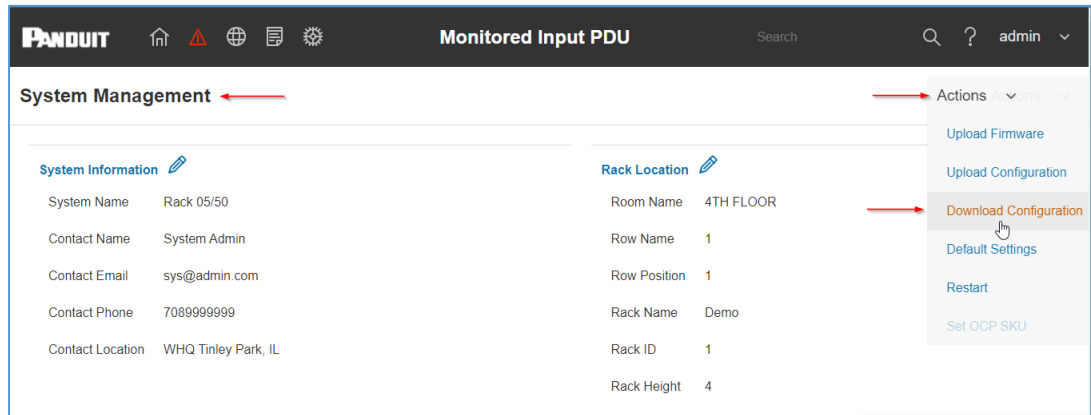 PANDUIT Monitored Input PDU Search ? admin
System Management Actions
Upload Firmware
System Information Rack Location
Upload Configuration
System Name Rack 05/50 Room Name 4TH FLOOR
Download Configuration
Contact Name System Admin Row Name 1
Default Settings
Contact Email sys@admin.com Row Position 1
Restart
Contact Phone 7089999999 Rack Name Demo
Set OCP SKU
Contact Location WHQ Tinley Park, IL Rack ID 1
Rack Height 4